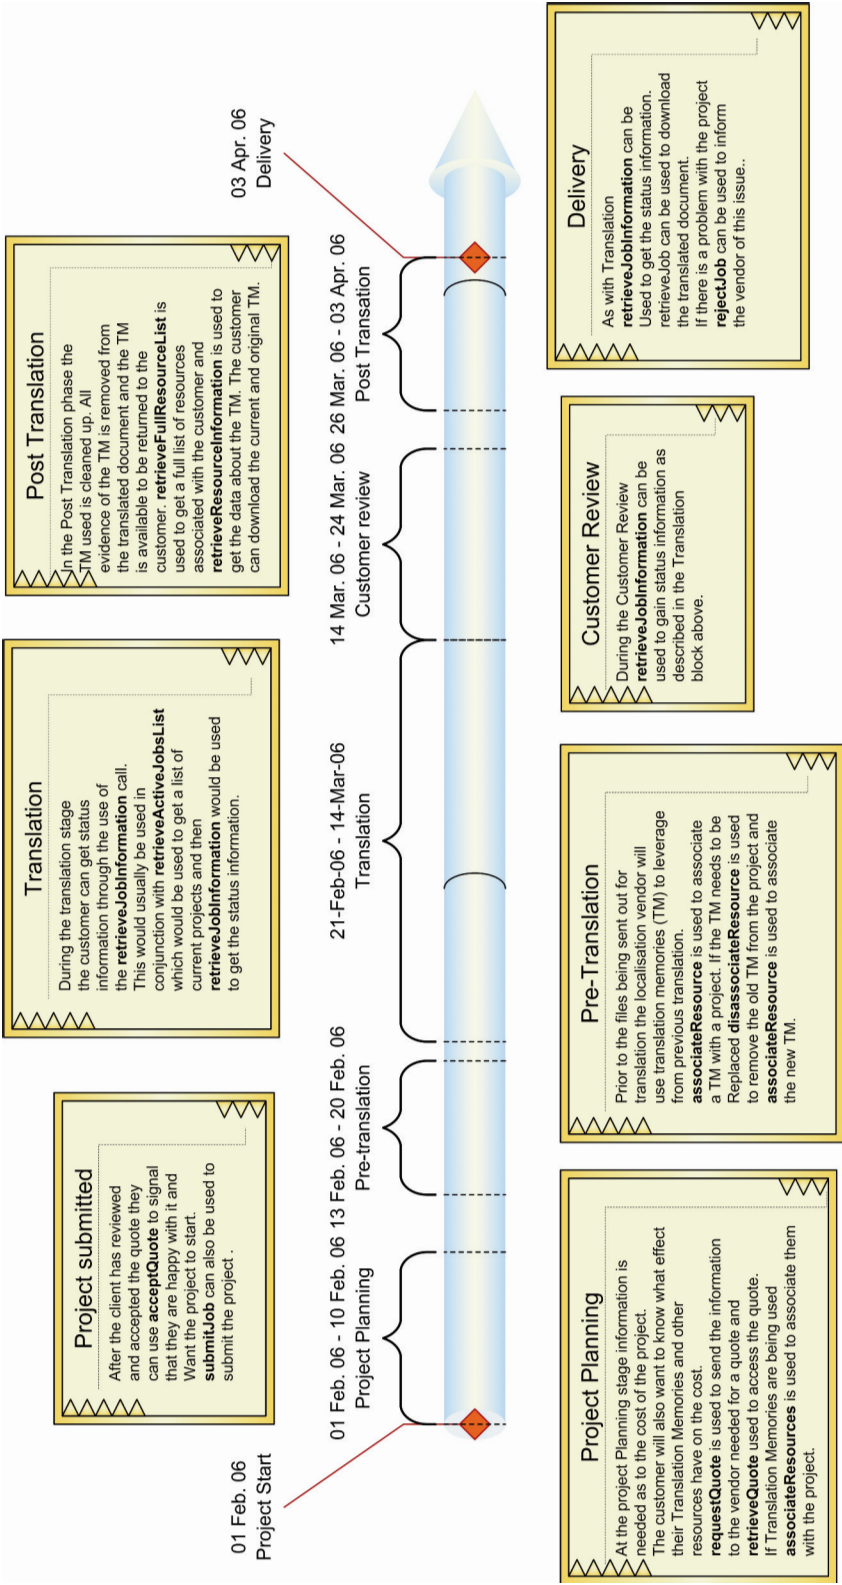 Project submitted
After the client has reviewed
and accepted the quote they
can use acceptQuote to signal
that they are happy with it and
Want the project to start.
submitJob can also be used to
submit the project .
Translation
During the translation stage
the customer can get status
information through the use of
the retrieveJobInformation call.
This would usually be used in
conjunction with retrieveActiveJobsList
which would be used to get a list of
current projects and then
retrieveJobInformation would be used
to get the status information.
Post Translation
In the Post Translation phase the
TM used is cleaned up. All
evidence of the TM is removed from
the translated document and the TM
is available to be returned to the
customer. retrieveFullResourceList is
used to get a full list of resources
associated with the customer and
retrieveResourceInformation is used to
get the data about the TM. The customer
can download the current and original TM.
01 Feb. 06
Project Start
01 Feb. 06 - 10 Feb. 06
Project Planning
13 Feb. 06 - 20 Feb. 06
Pre-translation
21-Feb-06 - 14-Mar-06
Translation
14 Mar. 06 - 24 Mar. 06
Customer review
26 Mar. 06 - 03 Apr. 06
Post Transation
03 Apr. 06
Delivery
Project Planning
At the project Planning stage information is
needed as to the cost of the project.
The customer will also want to know what effect
their Translation Memories and other
resources have on the cost.
requestQuote is used to send the information
to the vendor needed for a quote and
retrieveQuote used to access the quote.
If Translation Memories are being used
associateResources is used to associate them
with the project.
Pre-Translation
Prior to the files being sent out for
translation the localisation vendor will
use translation memories (TM) to leverage
from previous translation.
associateResource is used to associate
a TM with a project. If the TM needs to be
Replaced disassociateResource is used
to remove the old TM from the project and
associateResource is used to associate
the new TM.
Customer Review
During the Customer Review
retrieveJobInformation can be
used to gain status information as
described in the Translation
block above.
Delivery
As with Translation
retrieveJobInformation can be
Used to get the status information.
retrieveJob can be used to download
the translated document.
If there is a problem with the project
rejectJob can be used to inform
the vendor of this issue..